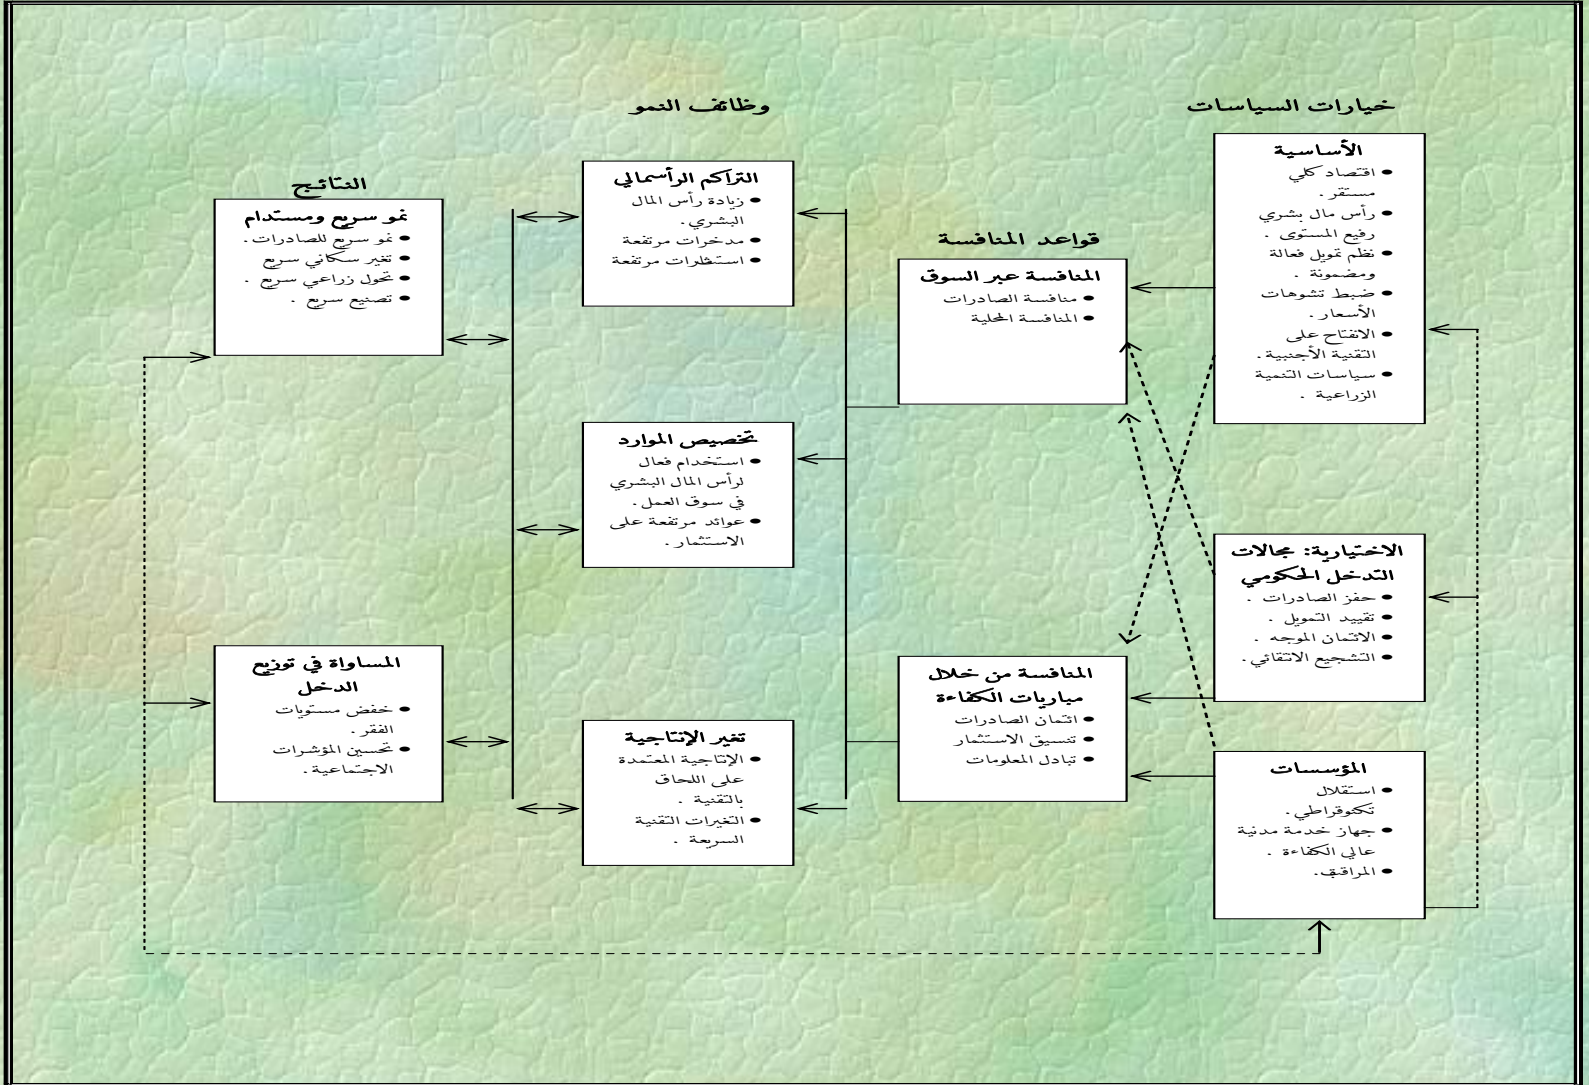 خيارات السياسات
الأساسية
● اقتصاد كلي
مستقر .
● رأس مال بشري
رفيع المستوى .
● نظم تمويل فعالة
ومضمونة .
● ضبط تشوهات
الأسعار .
● الانفتاح على
التقنية الأجنبية .
● سياسات التنمية
الزراعية .
الاختيارية: مجالات
التدخل الحكومي
● حفز الصادرات .
● تقييد التمويل .
● الائتمان الموجه .
● التشجيع الانتقائي .
المؤسسات
● استقلال
تكنوقراطي .
● جهاز خدمة مدنية
عالي الكفاءة .
●
قواعد المنافسة
المنافسة عبر السوق
● منافسة الصادرات
● المنافسة المحلية
المنافسة من خلال
مباريات الكفاءة
● ائتمان الصادرات
● تنسيق الاستثمار
● تبادل المعلومات
وظائف النمو
التراكم الرأسمالي
● زيادة رأس المال
البشري .
● مدخرات مرتفعة
● مرتفعة
تخصيص الموارد
● استخدام فعال
لرأس المال البشري
في سوق العمل .
● عوائد مرتفعة على
الاستثمار .
تغير الإنتاجية
● الإنتاجية المعتمدة
على اللحاق
بالتقنية .
● التغيرات التقنية
السريعة .
النتائج
نمو سريع ومستدام
● نمو سريع للصادرات .
● تغير سكاني سريع
● تحول زراعي سريع .
● تصنيع سريع .
المساواة في توزيع
الدخل
● خفض مستويات
الفقر .
● تحسين المؤشرات
الاجتماعية .